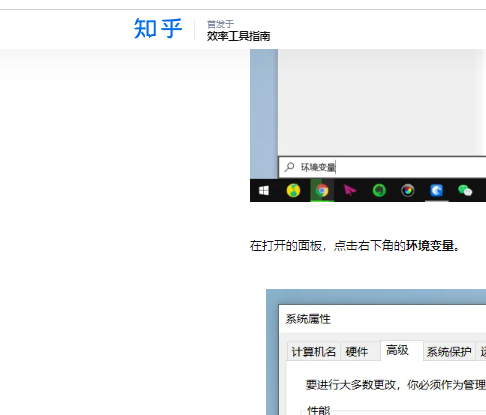 知乎
首发于
效率工具指南
环境变量
在打开的面板，点击右下角的环境变量。
系统属性
计算机名 硬件 高级 系统保护
要进行大多数更改，你必须作为管理
性能